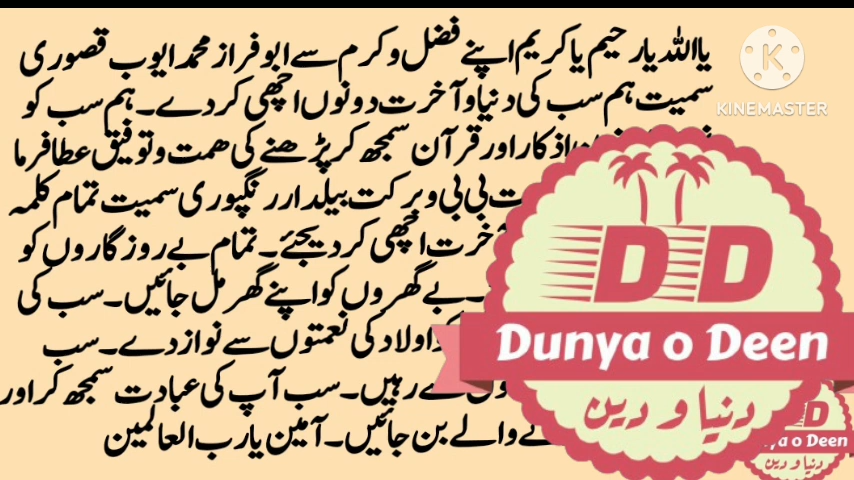 یا اللہ یا رحیم یا کریم اپنے فضل و کرم سے ابو فراز محمد ایوب قصوری
سمیت ہم سب کی دنیا و آخرت دونوں اچھی کر دے۔ ہم سب کو
اذکار اور قرآن سمجھ کر پڑھنے کی ھمت و توفیق عطا فرما
بی بی و برکت بیلدار رنگپوری سمیت تمام کلمہ
آخرت اچھی کر دیجئے۔ تمام بے روزگاروں کو
۔ بے گھروں کو اپنے گھر مل جائیں۔ سب کی
اولاد کی نعمتوں سے نواز دے۔ سب
رہیں۔ سب آپ کی عبادت سمجھ کر اور
والے بن جائیں۔ آمین یا رب العالمین
KINEMASTER
DD
Dunya o Deen
دنیا و دین
D
ya o Deen
دنیا و دین